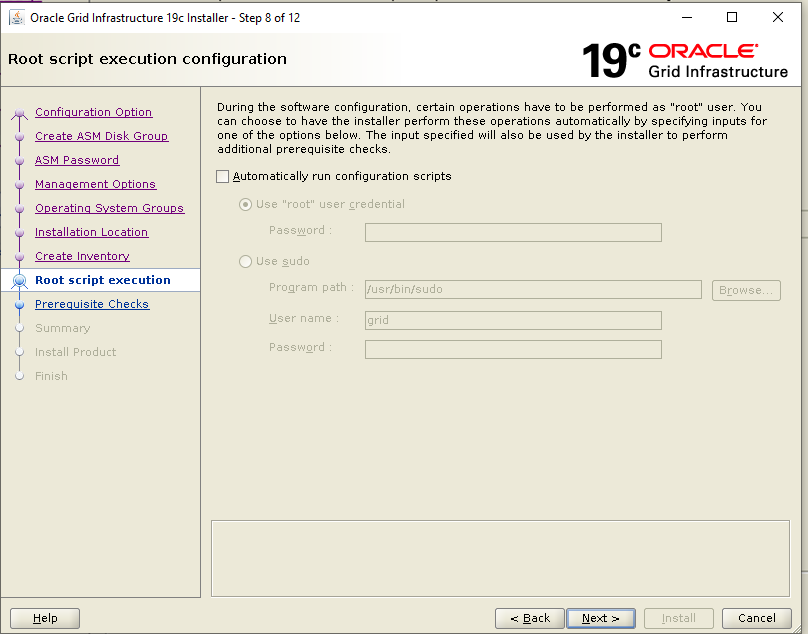 Oracle Grid Infrastructure 19c Installer - Step 8 of 12
Root script execution configuration
19c ORACLE
Grid Infrastructure
Configuration Option
Create ASM Disk Group
ASM Password
Management Options
Operating System Groups
Installation Location
Create Inventory
Root script execution
Prerequisite Checks
Summary
Install Product
Finish
During the software configuration, certain operations have to be performed as "root" user. You
can choose to have the installer perform these operations automatically by specifying inputs for
one of the options below. The input specified will also be used by the installer to perform
additional prerequisite checks.
Automatically run configuration scripts
Use "root" user credential
Password :
Use sudo
Program path : /usr/bin/sudo Browse...
User name : grid
Password :
Help < Back Next > Install Cancel